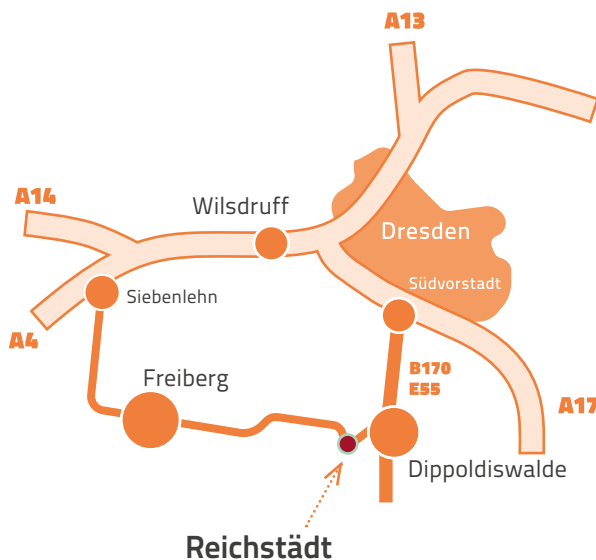 A13
A14
Wilsdruff
Dresden
Südvorstadt
Siebenlehn
A4
B170
E55
Freiberg
A17
Dippoldiswalde
Reichstädt